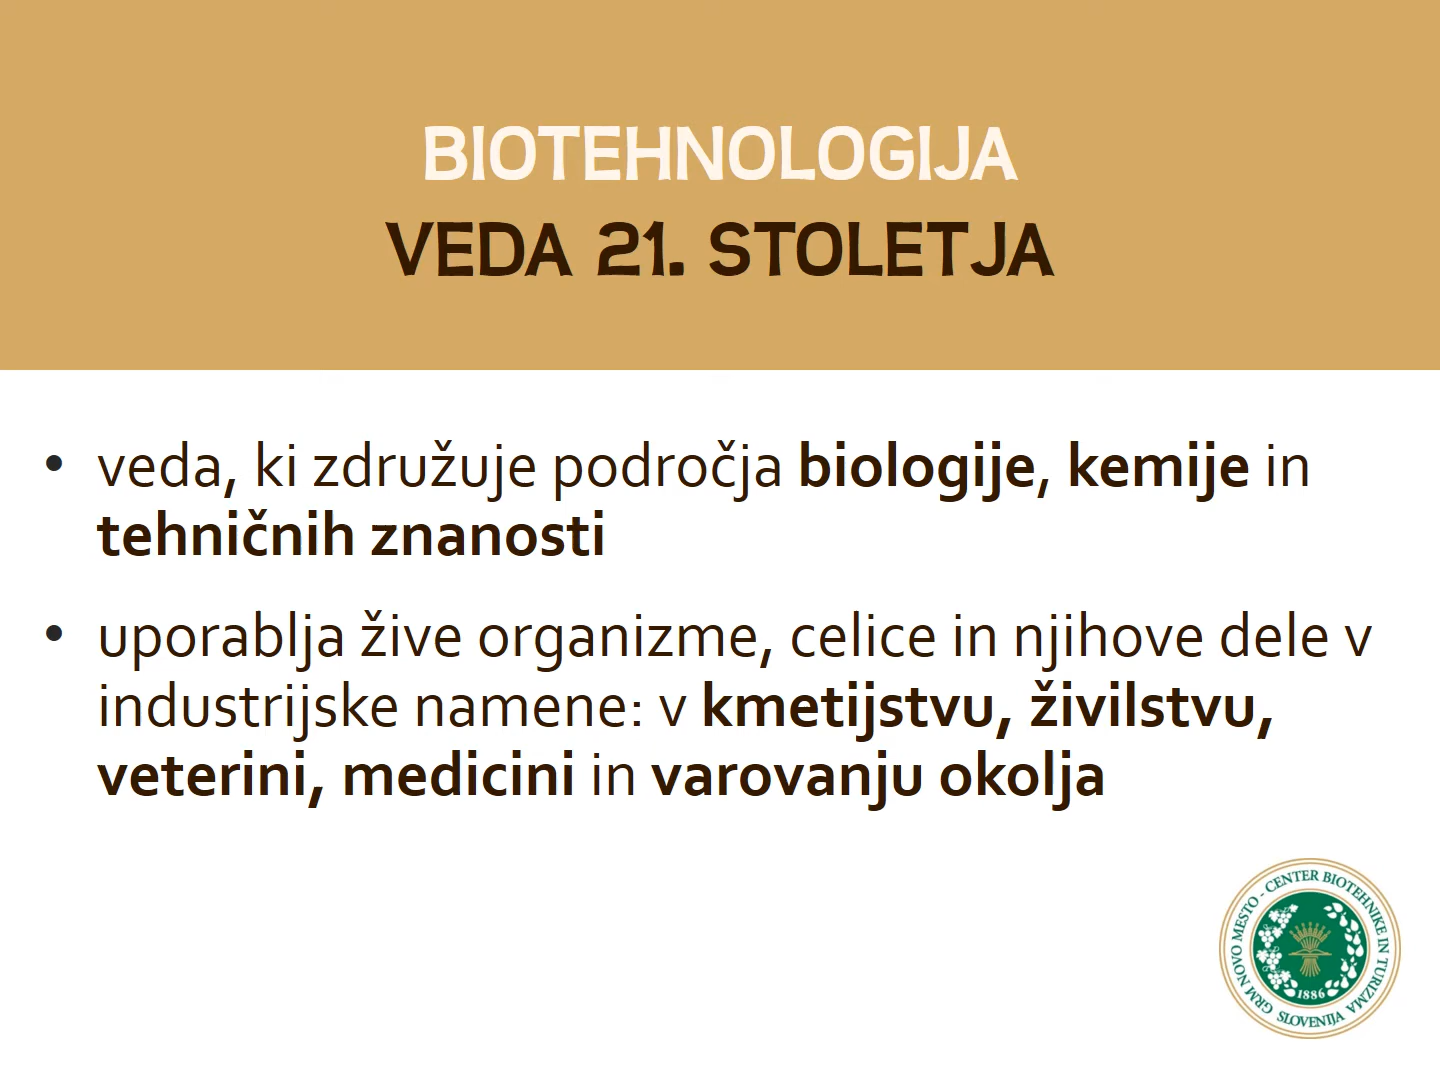 BIOTEHNOLOGIJA
VEDA 21. STOLETJA
• veda, ki združuje področja biologije, kemije in
tehničnih znanosti
• uporablja žive organizme, celice in njihove dele v
industrijske namene: v kmetijstvu, živilstvu,
veterini, medicini in varovanju okolja
GRM NOVO MESTO - CENTER BIOTEHNIKE IN TURIZMA
1886
SLOVENIJA